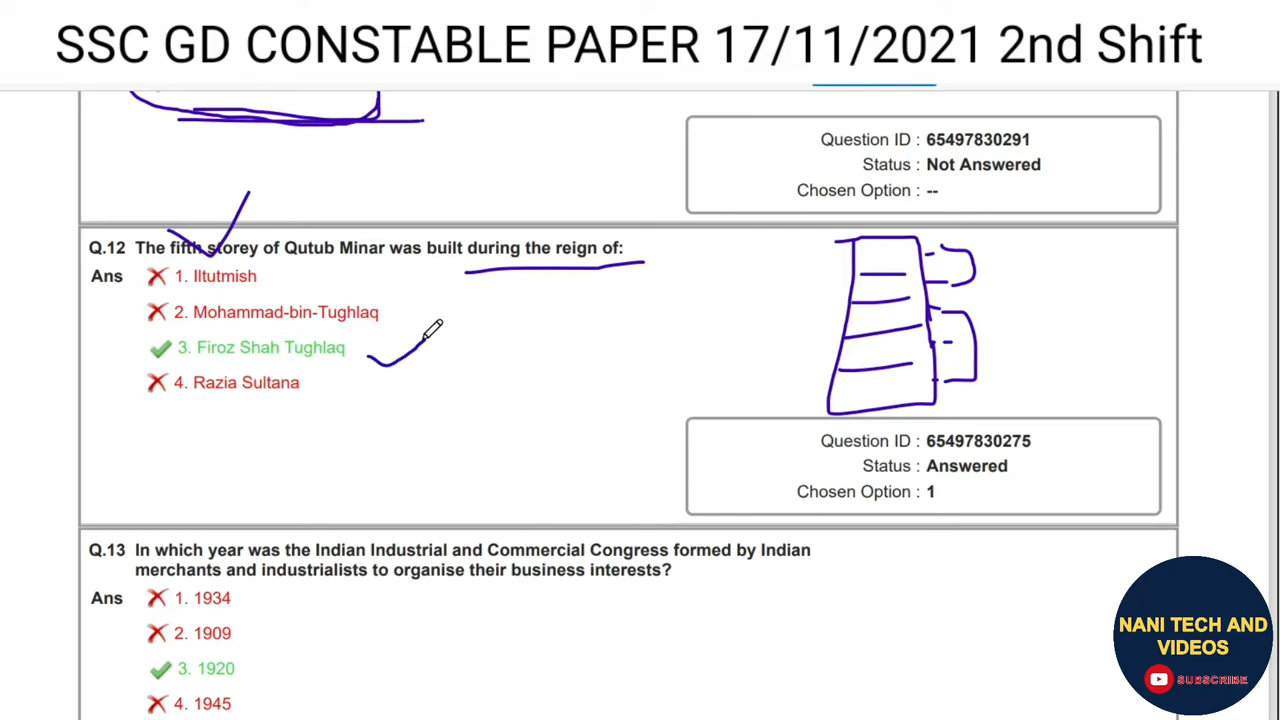 SSC GD CONSTABLE PAPER 17/11/2021 2nd Shift
Question ID : 65497830291
Status : Not Answered
Chosen Option : --
Q.12 The fifth storey of Qutub Minar was built during the reign of:
Ans 1. Iltutmish
2. Mohammad-bin-Tughlaq
3. Firoz Shah Tughlaq
4. Razia Sultana
Question ID : 65497830275
Status : Answered
Chosen Option : 1
Q.13 In which year was the Indian Industrial and Commercial Congress formed by Indian
merchants and industrialists to organise their business interests?
Ans 1. 1934
2. 1909
3. 1920
4. 1945
NANI TECH AND
VIDEOS
SUBSCRIBE